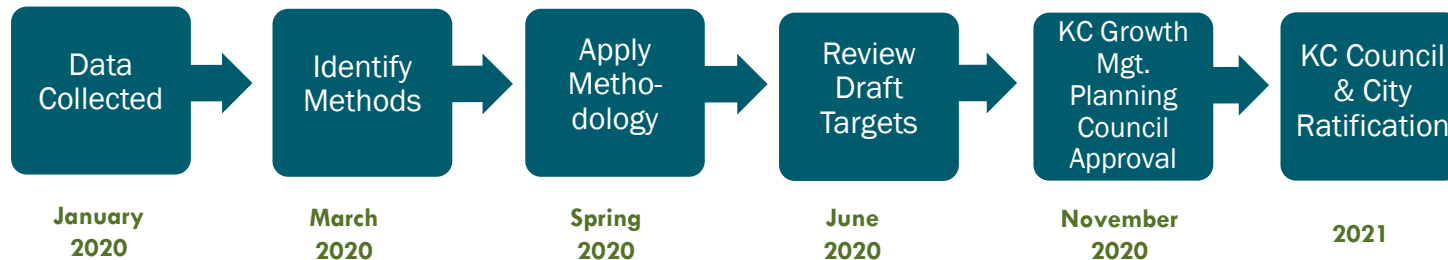 Data
Collected
Identify
Methods
Apply
Metho-
dology
Review
Draft
Targets
KC Growth
Mgt.
Planning
Council
Approval
KC Council
& City
Ratification
January
2020
March
2020
Spring
2020
June
2020
November
2020
2021